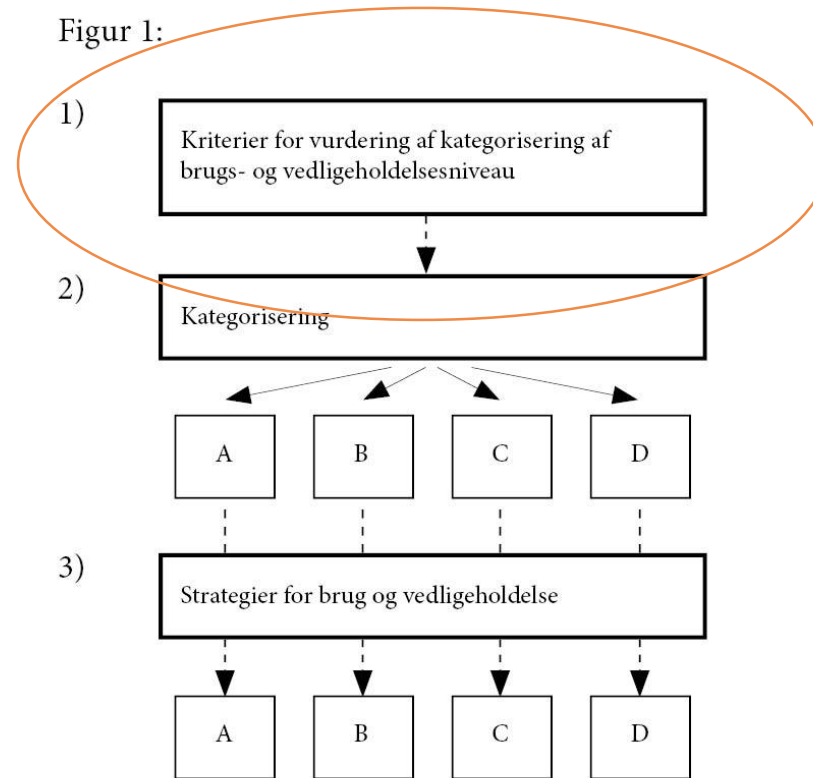 Figur 1:
1)
Kriterier for vurdering af kategorisering af
brugs- og vedligeholdelsesniveau
2)
Kategorisering
A B C D
3)
Strategier for brug og vedligeholdelse
A B C D